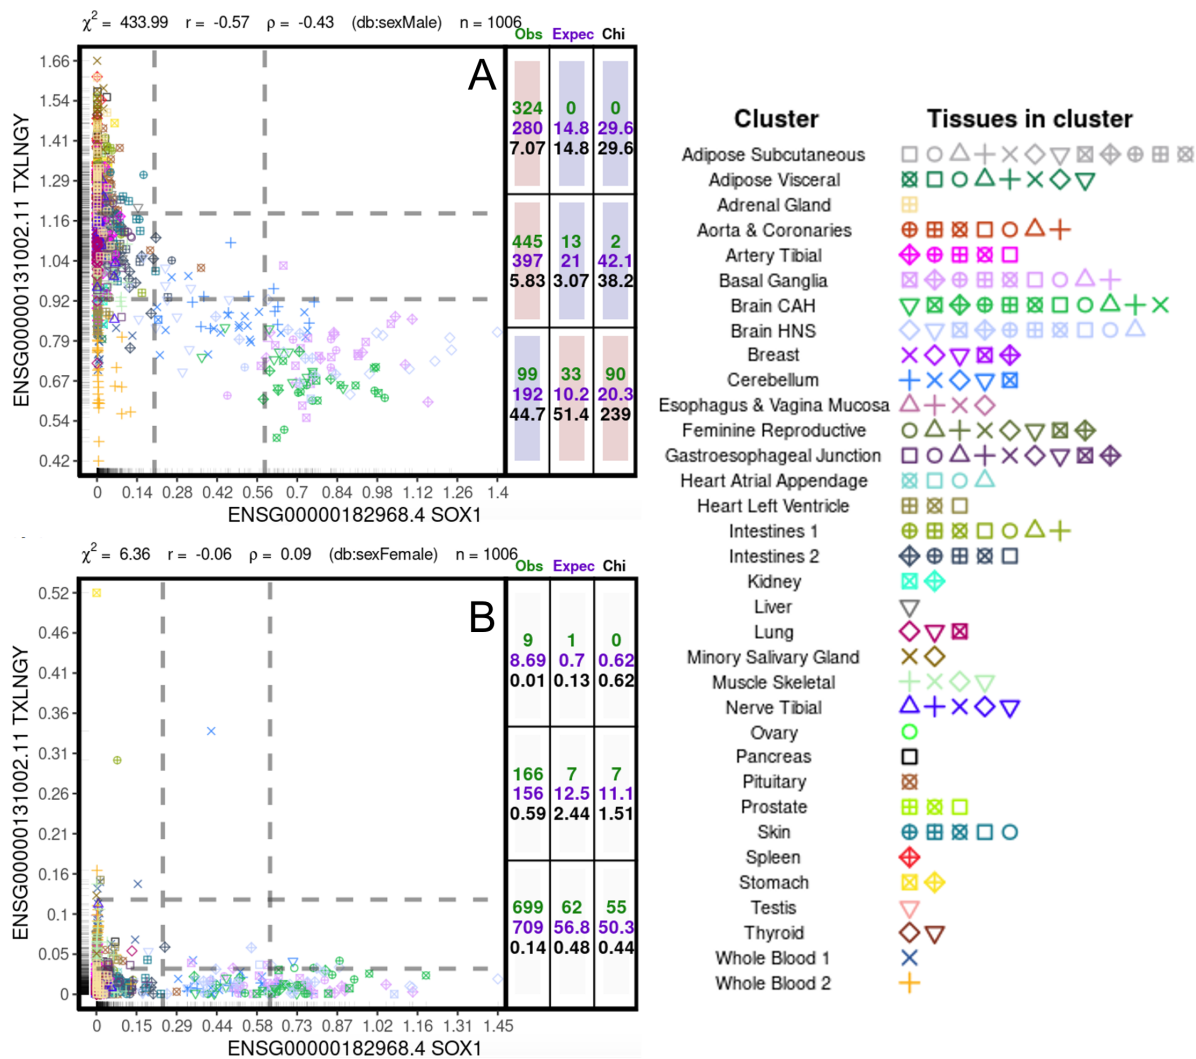 χ² = 433.99 r = -0.57 ρ = -0.43 (db:sexMale) n = 1006
Obs Expec Chi
A
ENSG00000131002.11 TXLNGY
1.66
1.54
1.41
1.29
1.16
1.04
0.92
0.79
0.67
0.54
0.42
324 0 0
280 14.8 29.6
7.07 14.8 29.6
445 13 2
397 21 42.1
5.83 3.07 38.2
99 33 90
192 10.2 20.3
44.7 51.4 239
0 0.14 0.28 0.42 0.56 0.7 0.84 0.98 1.12 1.26 1.4
ENSG00000182968.4 SOX1
χ² = 6.36 r = -0.06 ρ = 0.09 (db:sexFemale) n = 1006
Obs Expec Chi
B
ENSG00000131002.11 TXLNGY
0.52
0.46
0.41
0.36
0.31
0.26
0.21
0.16
0.1
0.05
0
9 1 0
8.69 0.7 0.62
0.01 0.13 0.62
166 7 7
156 12.5 11.1
0.59 2.44 1.51
699 62 55
709 56.8 50.3
0.14 0.48 0.44
0 0.15 0.29 0.44 0.58 0.73 0.87 1.02 1.16 1.31 1.45
ENSG00000182968.4 SOX1
Cluster Tissues in cluster
Adipose Subcutaneous
Adipose Visceral
Adrenal Gland
Aorta & Coronaries
Artery Tibial
Basal Ganglia
Brain CAH
Brain HNS
Breast
Cerebellum
Esophagus & Vagina Mucosa
Feminine Reproductive
Gastroesophageal Junction
Heart Atrial Appendage
Heart Left Ventricle
Intestines 1
Intestines 2
Kidney
Liver
Lung
Minory Salivary Gland
Muscle Skeletal
Nerve Tibial
Ovary
Pancreas
Pituitary
Prostate
Skin
Spleen
Stomach
Testis
Thyroid
Whole Blood 1
Whole Blood 2